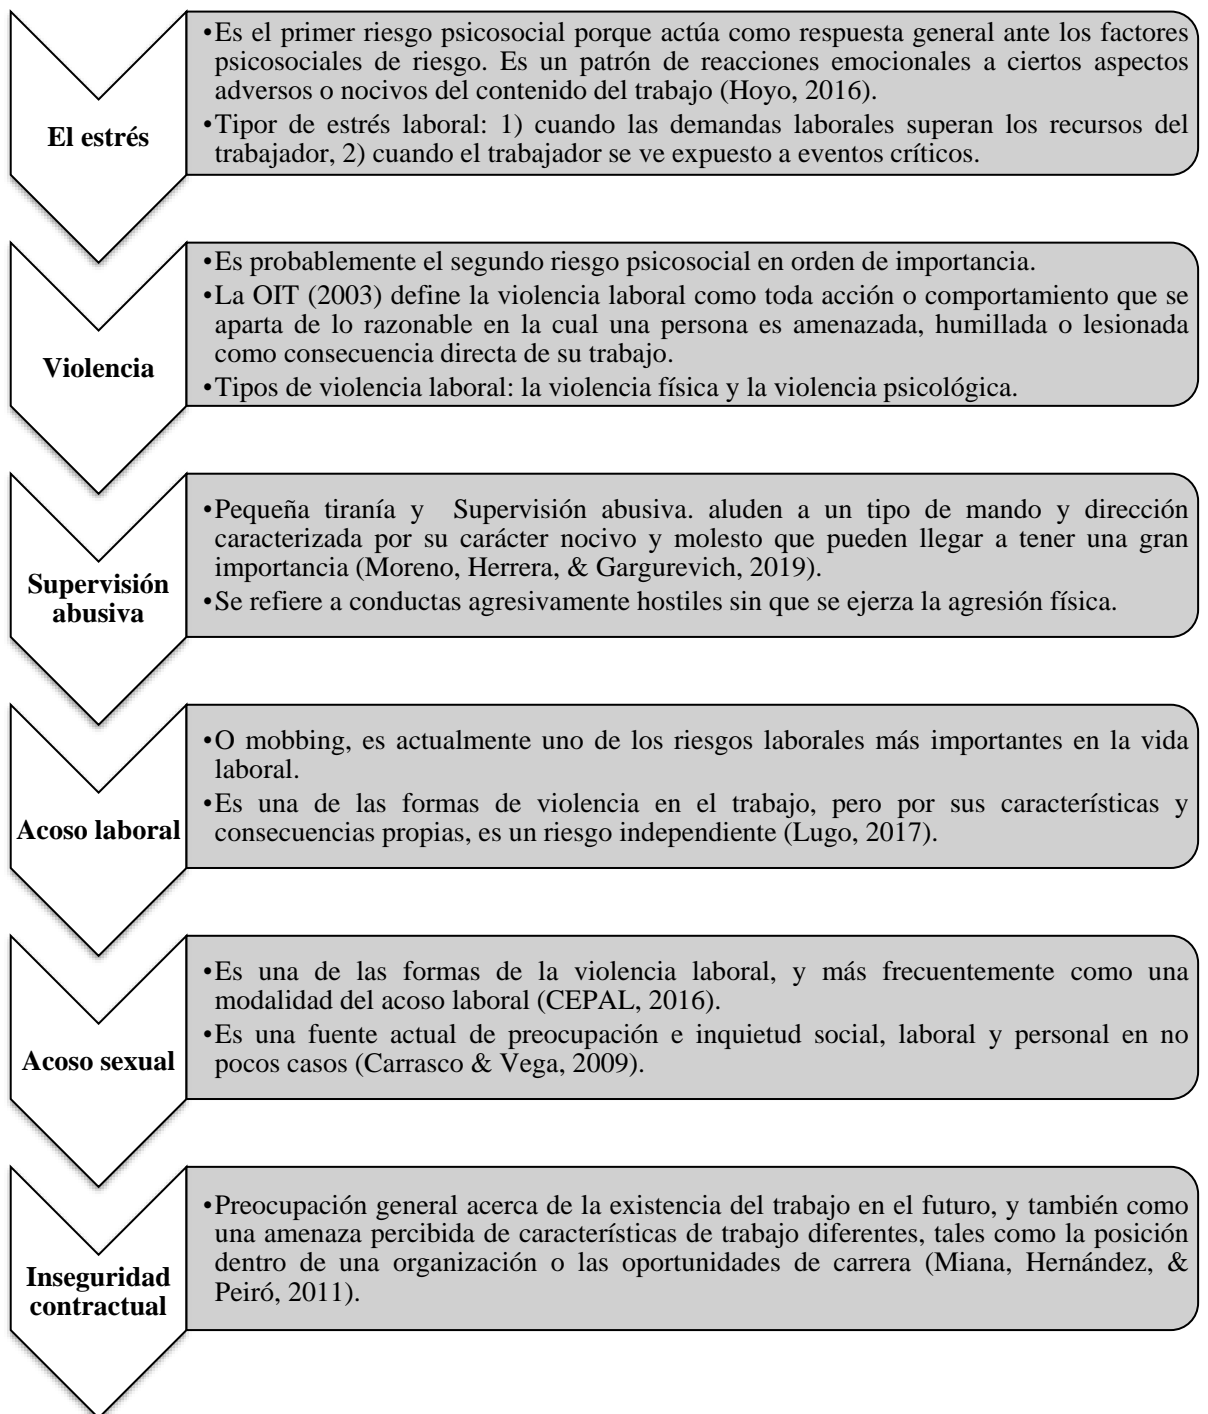 El estrés
•Es el primer riesgo psicosocial porque actúa como respuesta general ante los factores
psicosociales de riesgo. Es un patrón de reacciones emocionales a ciertos aspectos
adversos o nocivos del contenido del trabajo (Hoyo, 2016).
•Tipor de estrés laboral: 1) cuando las demandas laborales superan los recursos del
trabajador, 2) cuando el trabajador se ve expuesto a eventos críticos.
Violencia
•Es probablemente el segundo riesgo psicosocial en orden de importancia.
•La OIT (2003) define la violencia laboral como toda acción o comportamiento que se
aparta de lo razonable en la cual una persona es amenazada, humillada o lesionada
como consecuencia directa de su trabajo.
•Tipos de violencia laboral: la violencia física y la violencia psicológica.
Supervisión
abusiva
•Pequeña tiranía y Supervisión abusiva. aluden a un tipo de mando y dirección
caracterizada por su carácter nocivo y molesto que pueden llegar a tener una gran
importancia (Moreno, Herrera, & Gargurevich, 2019).
•Se refiere a conductas agresivamente hostiles sin que se ejerza la agresión física.
Acoso laboral
•O mobbing, es actualmente uno de los riesgos laborales más importantes en la vida
laboral.
•Es una de las formas de violencia en el trabajo, pero por sus características y
consecuencias propias, es un riesgo independiente (Lugo, 2017).
Acoso sexual
•Es una de las formas de la violencia laboral, y más frecuentemente como una
modalidad del acoso laboral (CEPAL, 2016).
•Es una fuente actual de preocupación e inquietud social, laboral y personal en no
pocos casos (Carrasco & Vega, 2009).
Inseguridad
contractual
•Preocupación general acerca de la existencia del trabajo en el futuro, y también como
una amenaza percibida de características de trabajo diferentes, tales como la posición
dentro de una organización o las oportunidades de carrera (Miana, Hernández, &
Peiró, 2011).